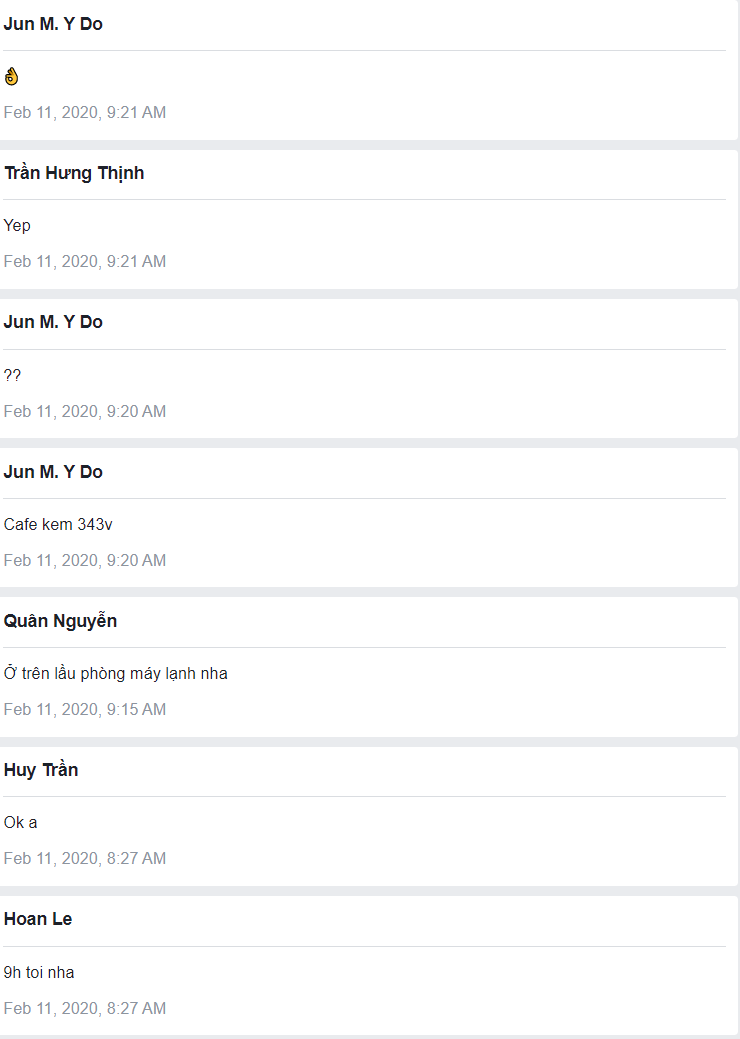 Jun M. Y Do
👌
Feb 11, 2020, 9:21 AM
Trần Hưng Thịnh
Yep
Feb 11, 2020, 9:21 AM
Jun M. Y Do
??
Feb 11, 2020, 9:20 AM
Jun M. Y Do
Cafe kem 343v
Feb 11, 2020, 9:20 AM
Quân Nguyễn
Ở trên lầu phòng máy lạnh nha
Feb 11, 2020, 9:15 AM
Huy Trần
Ok a
Feb 11, 2020, 8:27 AM
Hoan Le
9h toi nha
Feb 11, 2020, 8:27 AM